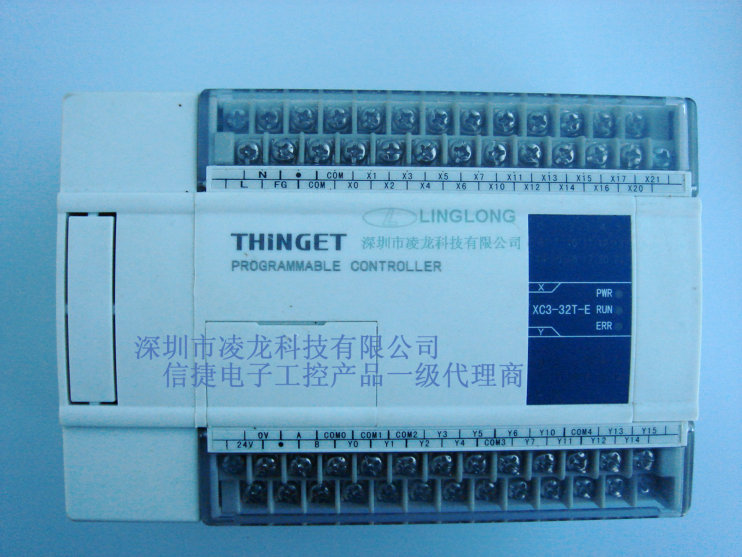 N ● COM X1 X3 X5 X7 X11 X13 X15 X17 X21
L FG COM X0 X2 X4 X6 X10 X12 X14 X16 X20
LINGLONG
THiNGET 深圳市凌龙科技有限公司
PROGRAMMABLE CONTROLLER
X
PWR
XC3-32T-E RUN
Y ERR
深圳市凌龙科技有限公司
信捷电子工控产品一级代理商
0V A COM0 COM1 COM2 Y3 Y5 Y6 Y10 COM4 Y13 Y15
24V ● B Y0 Y1 Y2 Y4 COM3 Y7 Y11 Y12 Y14